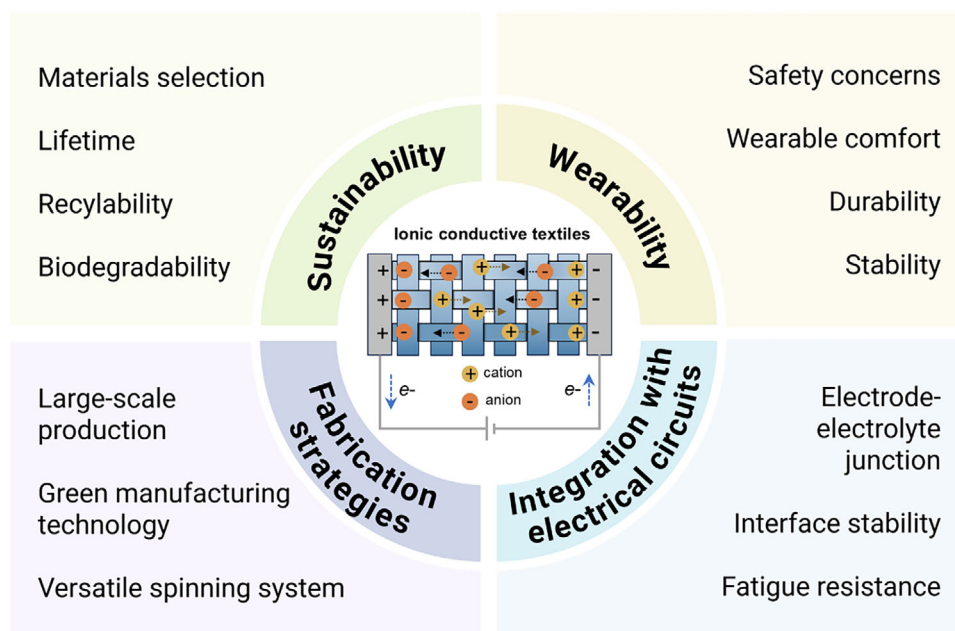 Materials selection
Lifetime
Recylability
Biodegradability
Sustainability
Wearability
Safety concerns
Wearable comfort
Durability
Stability
Ionic conductive textiles
+ - - + - + -
+ - + + - + -
+ - - + + -
e-
e-
+ cation
- anion
Fabrication
strategies
Integration with
electrical circuits
Large-scale
production
Green manufacturing
technology
Versatile spinning system
Electrode-
electrolyte
junction
Interface stability
Fatigue resistance